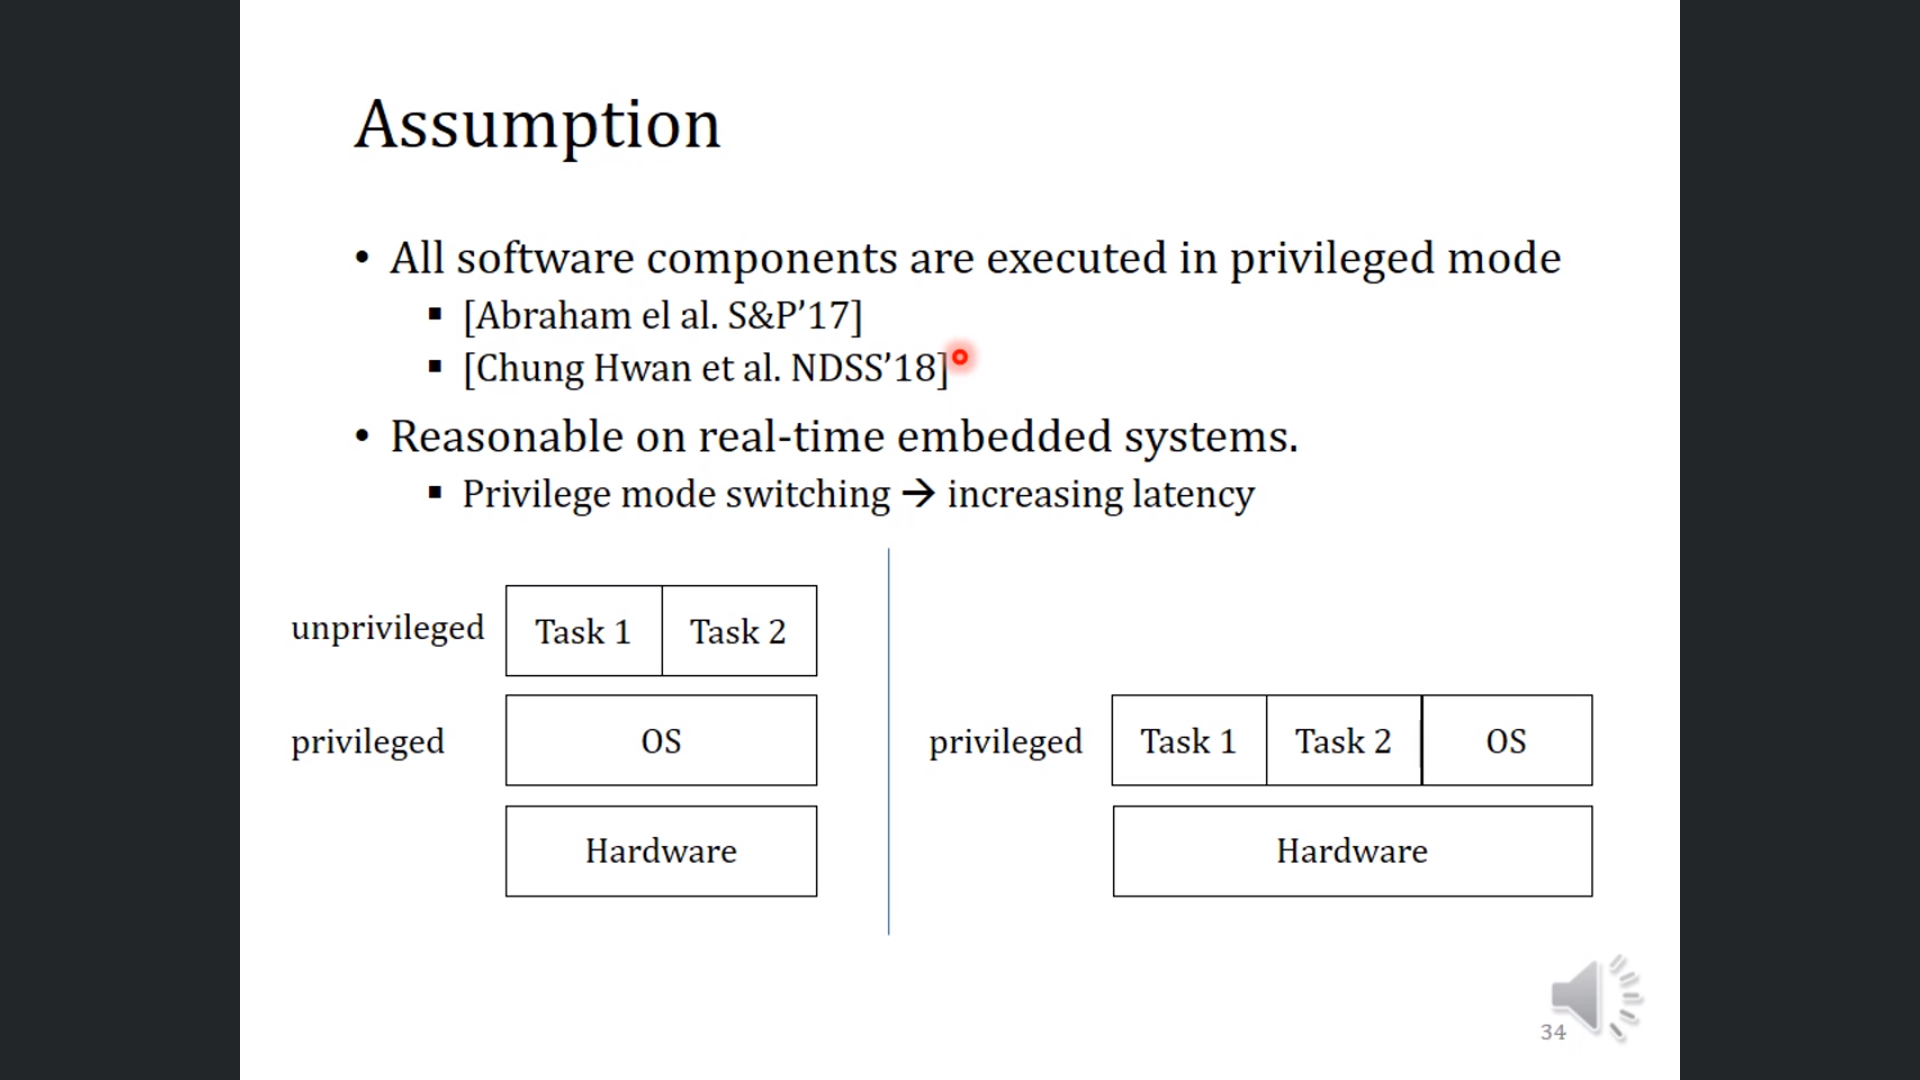 Assumption
• All software components are executed in privileged mode
▪ [Abraham el al. S&P’17]
▪ [Chung Hwan et al. NDSS’18]
• Reasonable on real-time embedded systems.
▪ Privilege mode switching → increasing latency
unprivileged Task 1 Task 2
privileged OS
Hardware
privileged Task 1 Task 2 OS
Hardware
34